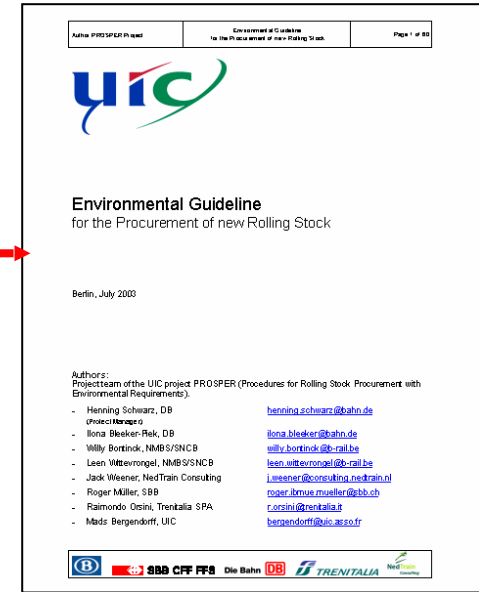 Author PROSPER Project
Environmental Guideline
for the Procurement of new Rolling Stock
Page 1 of 80
uic
Environmental Guideline
for the Procurement of new Rolling Stock
Berlin, July 2003
Authors:
Projectteam of the UIC project PROSPER (Procedures for Rolling Stock Procurement with
Environmental Requirements).
- Henning Schwarz, DB henning.schwarz@bahn.de
(Project Manager)
- Ilona Bleeker-Piek, DB ilona.bleeker@bahn.de
- Willy Bontinck, NMBS/SNCB willy.bontinck@b-rail.be
- Leen Wittevrongel, NMBS/SNCB leen.wittevrongel@b-rail.be
- Jack Weener, NedTrain Consulting j.weener@consulting.nedtrain.nl
- Roger Müller, SBB roger.ibmue.mueller@sbb.ch
- Raimondo Orsini, Trenitalia SPA r.orsini@trenitalia.it
- Mads Bergendorff, UIC bergendorff@uic.asso.fr
B SBB CFF FFS Die Bahn DB TRENITALIA NedTrain
Consulting